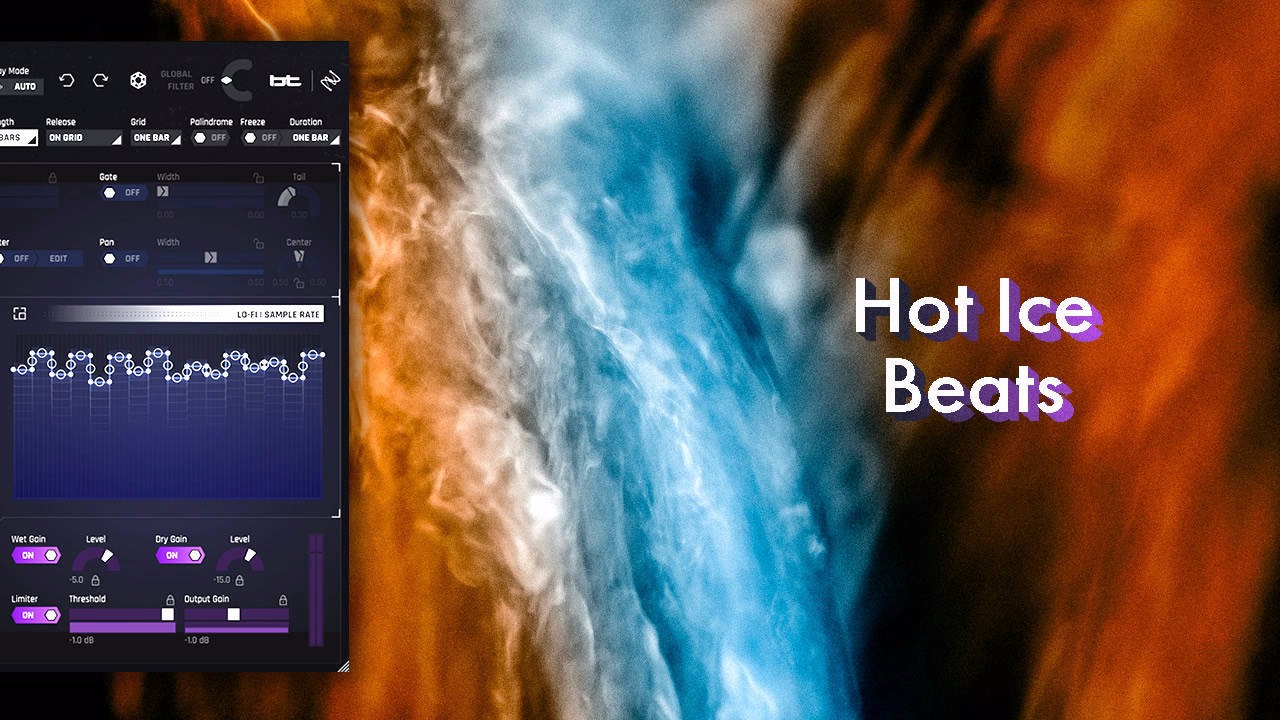 y Mode
AUTO
GLOBAL
FILTER
OFF
bt
gth
Release
Grid
Palindrome
Freeze
Duration
BARS
ON GRID
ONE BAR
OFF
OFF
ONE BAR
Gate
Width
Tail
OFF
0.00
0.00
0.30
ter
Pan
Width
Center
OFF
EDIT
OFF
0.50
0.50
0.50
0.50
LO-FI | SAMPLE RATE
Wet Gain
Level
Dry Gain
Level
ON
ON
-5.0
-15.0
Limiter
Threshold
Output Gain
ON
-1.0 dB
-1.0 dB
Hot Ice
Beats